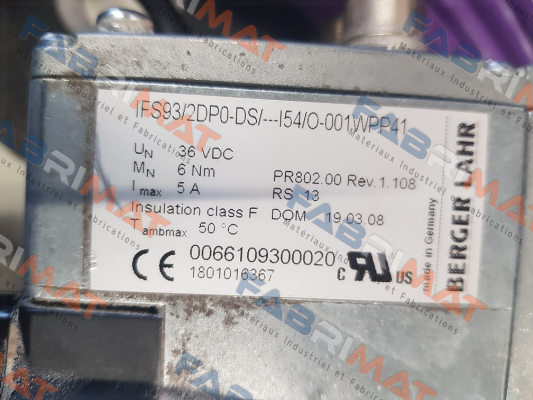 IFS93/2DP0-DS/---I54/O-001WPP41
UN 36 VDC
MN 6 Nm PR802.00 Rev.1.108
Imax 5 A RS 13
Insulation class F DOM 19.03.08
Tambmax 50 °C
CE 0066109300020 c RU us
1801016367
made in Germany
BERGER LAHR
FABRIMAT
Materiaux Industriel et Fabrications